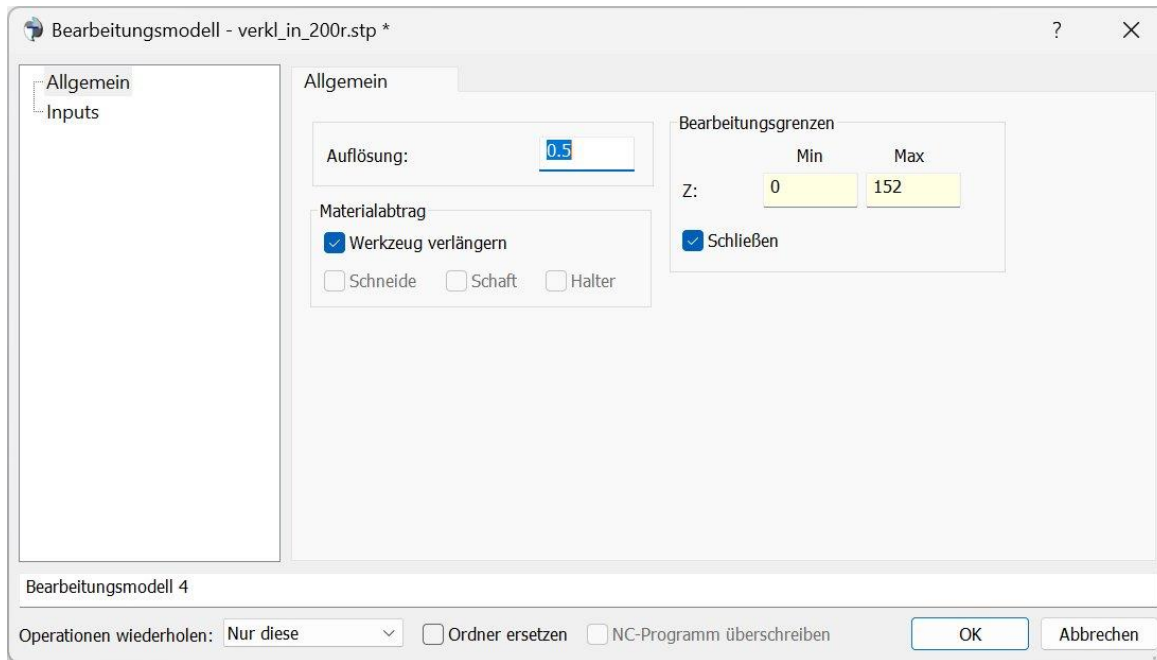 Bearbeitungsmodell - verkl_in_200r.stp *
?
Allgemein
Inputs
Allgemein
Auflösung: 0.5
Materialabtrag
Werkzeug verlängern
Schneide Schaft Halter
Bearbeitungsgrenzen
Min Max
Z: 0 152
Schließen
Bearbeitungsmodell 4
Operationen wiederholen: Nur diese Ordner ersetzen NC-Programm überschreiben OK Abbrechen